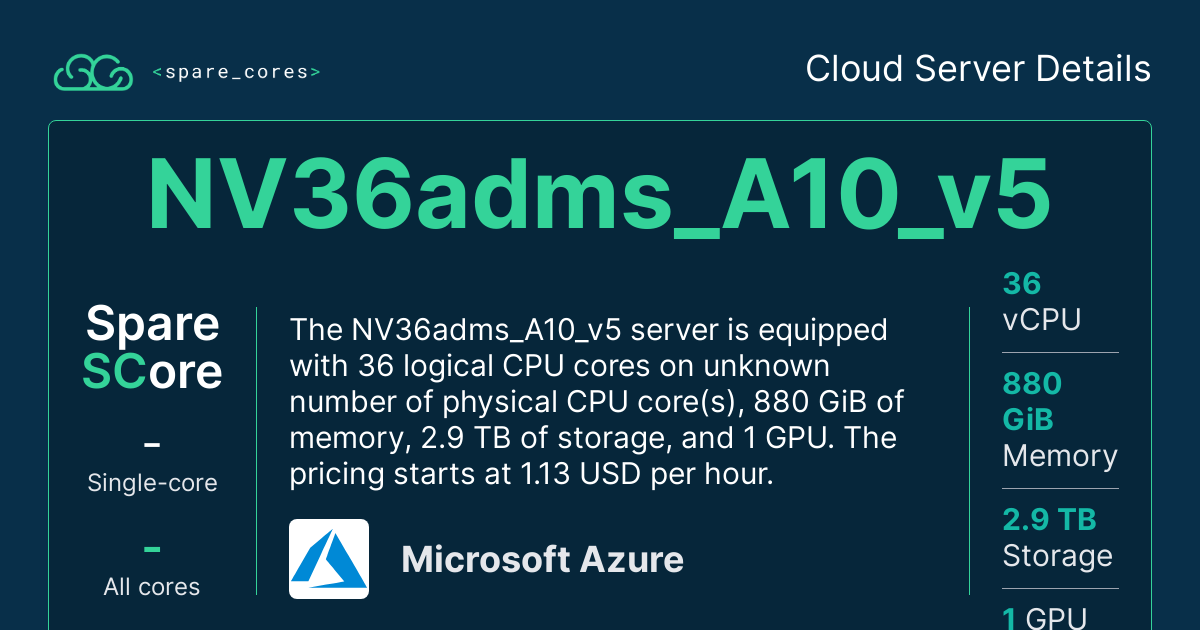 <spare_cores>
Cloud Server Details
NV36adms_A10_v5
Spare
SCore
-
Single-core
-
All cores
The NV36adms_A10_v5 server is equipped
with 36 logical CPU cores on unknown
number of physical CPU core(s), 880 GiB of
memory, 2.9 TB of storage, and 1 GPU. The
pricing starts at 1.13 USD per hour.
Microsoft Azure
36
vCPU
880
GiB
Memory
2.9 TB
Storage
1 GPU